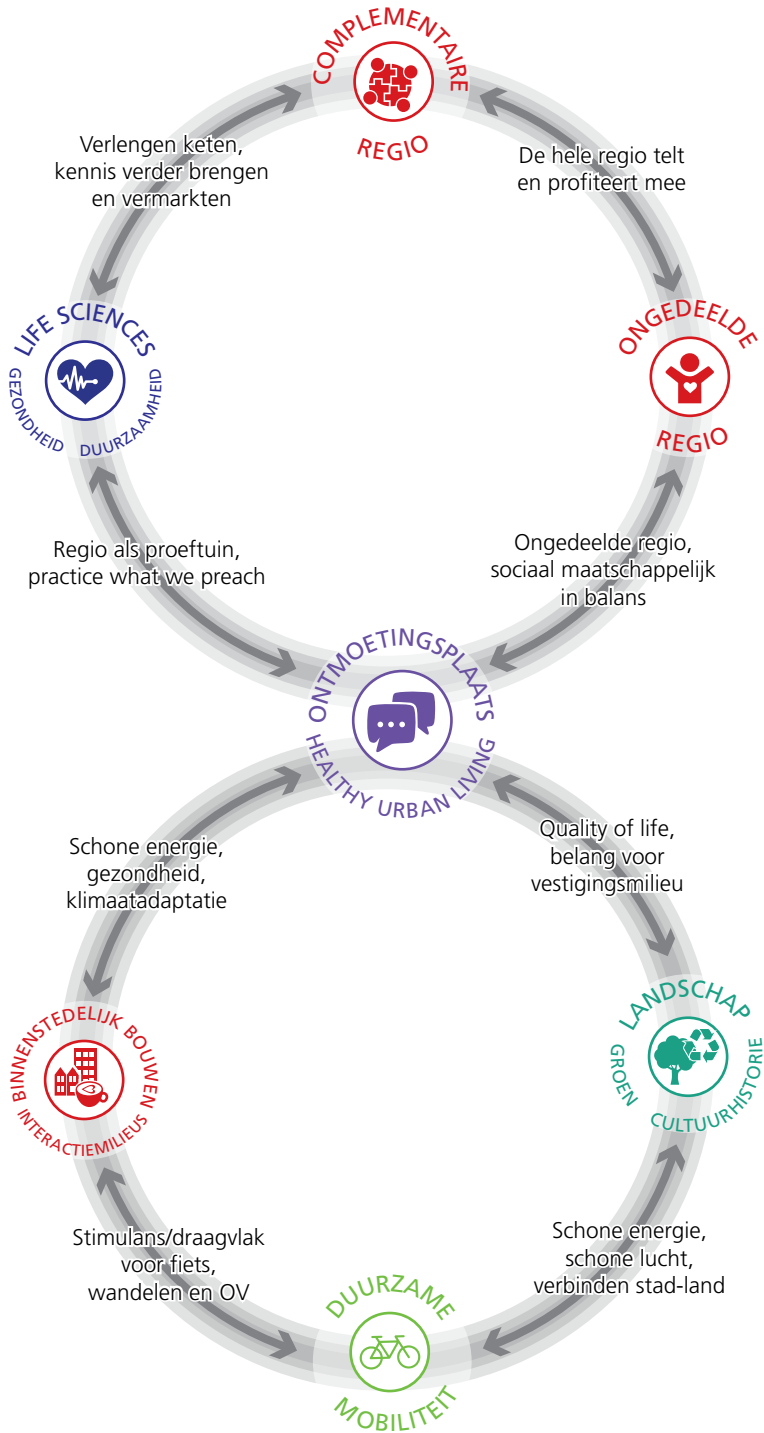 COMPLEMENTAIRE
REGIO
Verlengen keten,
kennis verder brengen
en vermarkten
De hele regio telt
en profiteert mee
LIFE SCIENCES
GEZONDHEID DUURZAAMHEID
ONGEDEELDE
REGIO
Regio als proeftuin,
practice what we preach
Ongedeelde regio,
sociaal maatschappelijk
in balans
ONTMOETINGSPLAATS
HEALTHY URBAN LIVING
Schone energie,
gezondheid,
klimaatadaptatie
Quality of life,
belang voor
vestigingsmilieu
BINNENSTEDELIJK BOUWEN
INTERACTIEMILIEUS
LANDSCHAP
GROEN CULTUURHISTORIE
Stimulans/draagvlak
voor fiets,
wandelen en OV
Schone energie,
schone lucht,
verbinden stad-land
DUURZAME
MOBILITEIT